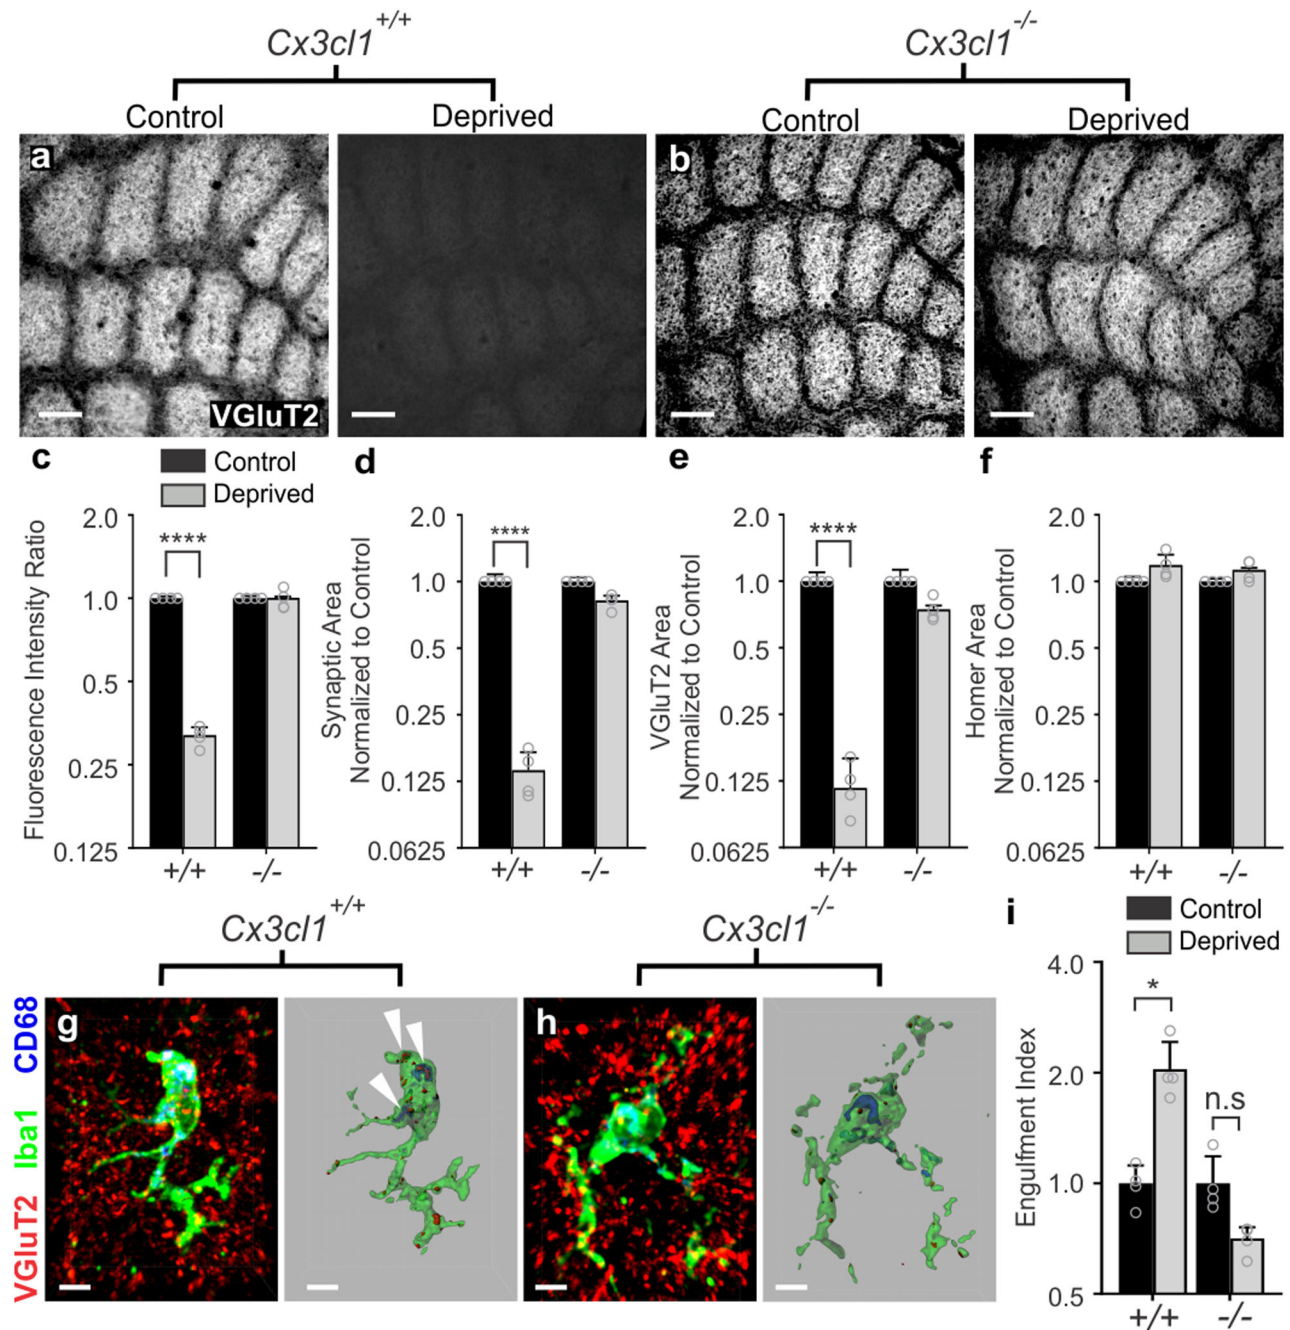 Cx3cl1+/+ Cx3cl1-/-
Control Deprived Control Deprived
a b
VGluT2
c Control d e f
Deprived
Fluorescence Intensity Ratio
2.0
1.0
0.5
0.25
0.125
****
+/+ -/-
Synaptic Area
Normalized to Control
2.0
1.0
0.5
0.25
0.125
0.0625
****
+/+ -/-
VGluT2 Area
Normalized to Control
2.0
1.0
0.5
0.25
0.125
0.0625
****
+/+ -/-
Homer Area
Normalized to Control
2.0
1.0
0.5
0.25
0.125
0.0625
+/+ -/-
Cx3cl1+/+ Cx3cl1-/-
VGluT2 Iba1 CD68
g h
i Control
Deprived
Engulfment Index
4.0
2.0
1.0
0.5
*
n.s
+/+ -/-